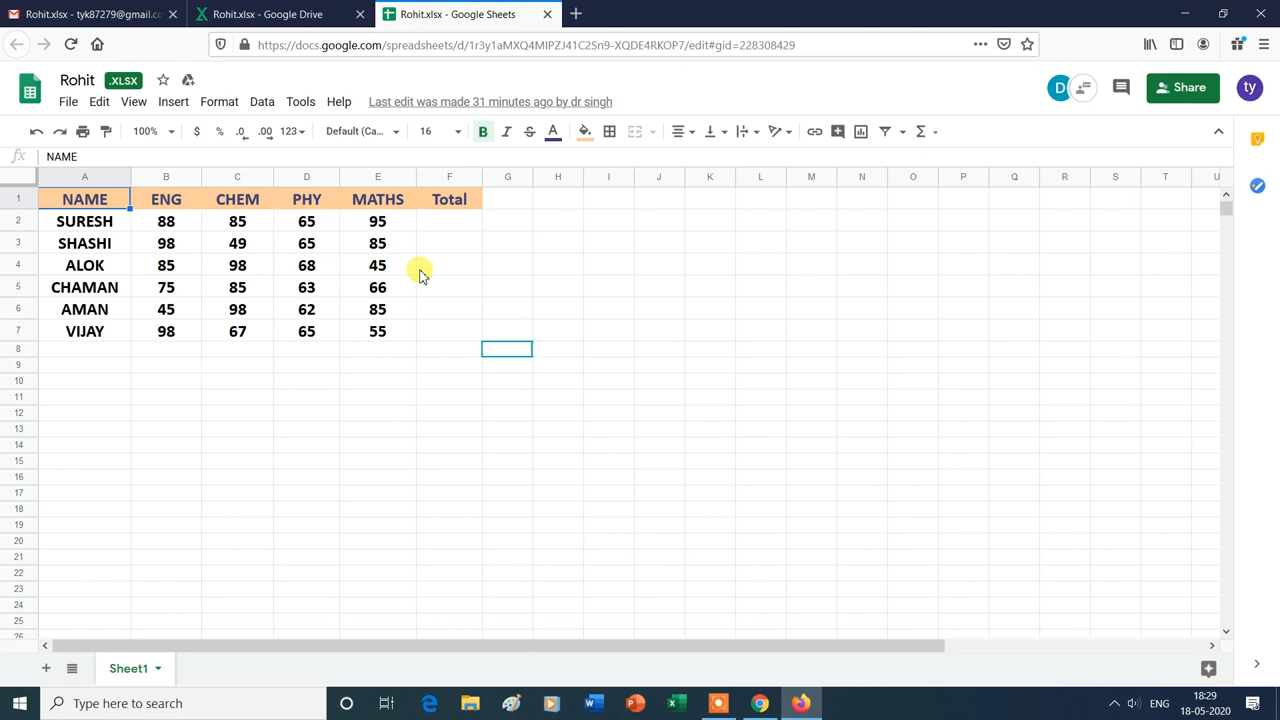 Rohit.xlsx - tyk87279@gmail.co
Rohit.xlsx - Google Drive
Rohit.xlsx - Google Sheets
https://docs.google.com/spreadsheets/d/1r3y1aMXQ4MIPZJ41C2Sn9-XQDE4RKOP7/edit#gid=228308429
Rohit .XLSX
File Edit View Insert Format Data Tools Help Last edit was made 31 minutes ago by dr singh
D
Share
ty
100% $ % .0 .00 123 Default (Ca... 16 B I S A Σ
fx NAME
A B C D E F G H I J K L M N O P Q R S T U
1 NAME ENG CHEM PHY MATHS Total
2 SURESH 88 85 65 95
3 SHASHI 98 49 65 85
4 ALOK 85 98 68 45
5 CHAMAN 75 85 63 66
6 AMAN 45 98 62 85
7 VIJAY 98 67 65 55
8
9
10
11
12
13
14
15
16
17
18
19
20
21
22
23
24
25
26
Sheet1
Type here to search
ENG
18:29
18-05-2020